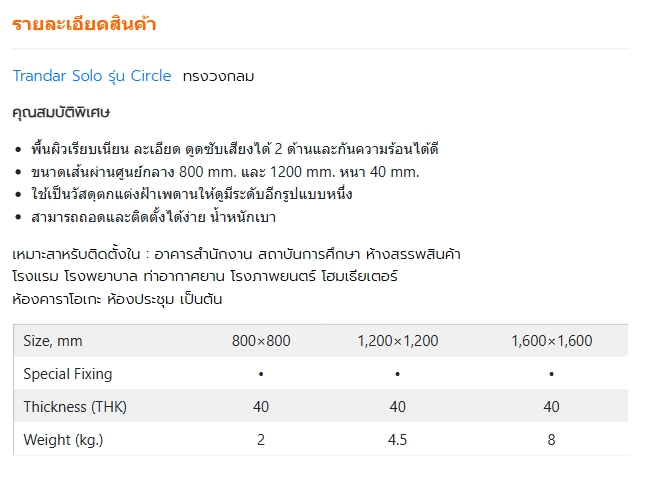 รายละเอียดสินค้า
Trandar Solo รุ่น Circle ทรงวงกลม
คุณสมบัติพิเศษ
• พื้นผิวเรียบเนียน ละเอียด ดูดซับเสียงได้ 2 ด้านและกันความร้อนได้ดี
• ขนาดเส้นผ่านศูนย์กลาง 800 mm. และ 1200 mm. หนา 40 mm.
• ใช้เป็นวัสดุตกแต่งฝ้าเพดานให้ดูมีระดับอีกรูปแบบหนึ่ง
• สามารถถอดและติดตั้งได้ง่าย น้ำหนักเบา
เหมาะสาหรับติดตั้งใน : อาคารสำนักงาน สถาบันการศึกษา ห้างสรรพสินค้า
โรงแรม โรงพยาบาล ท่าอากาศยาน โรงภาพยนตร์ โฮมเธียเตอร์
ห้องคาราโอเกะ ห้องประชุม เป็นต้น
Size, mm 800×800 1,200×1,200 1,600×1,600
Special Fixing • • •
Thickness (THK) 40 40 40
Weight (kg.) 2 4.5 8